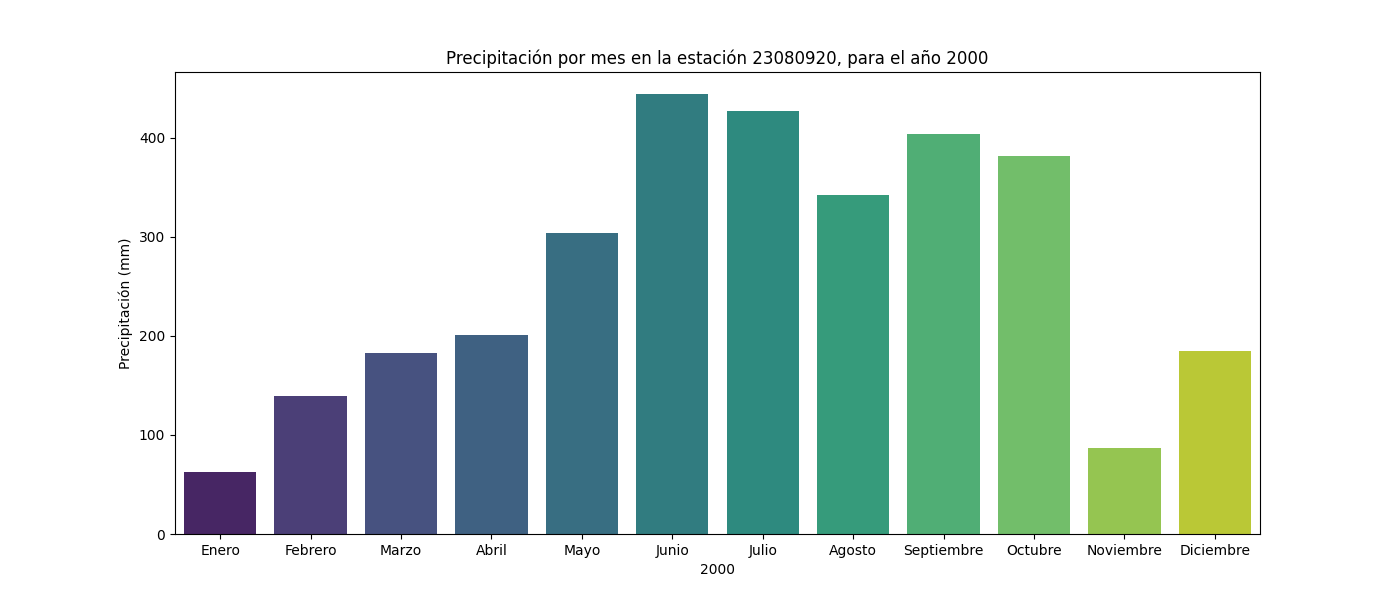 Precipitación por mes en la estación 23080920, para el año 2000
Precipitación (mm)
400
300
200
100
0
Enero Febrero Marzo Abril Mayo Junio Julio Agosto Septiembre Octubre Noviembre Diciembre
2000